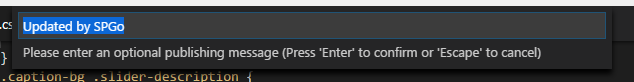 .cs
Updated by SPGo
Please enter an optional publishing message (Press 'Enter' to confirm or 'Escape' to cancel)
}
.caption-bg .slider-description {